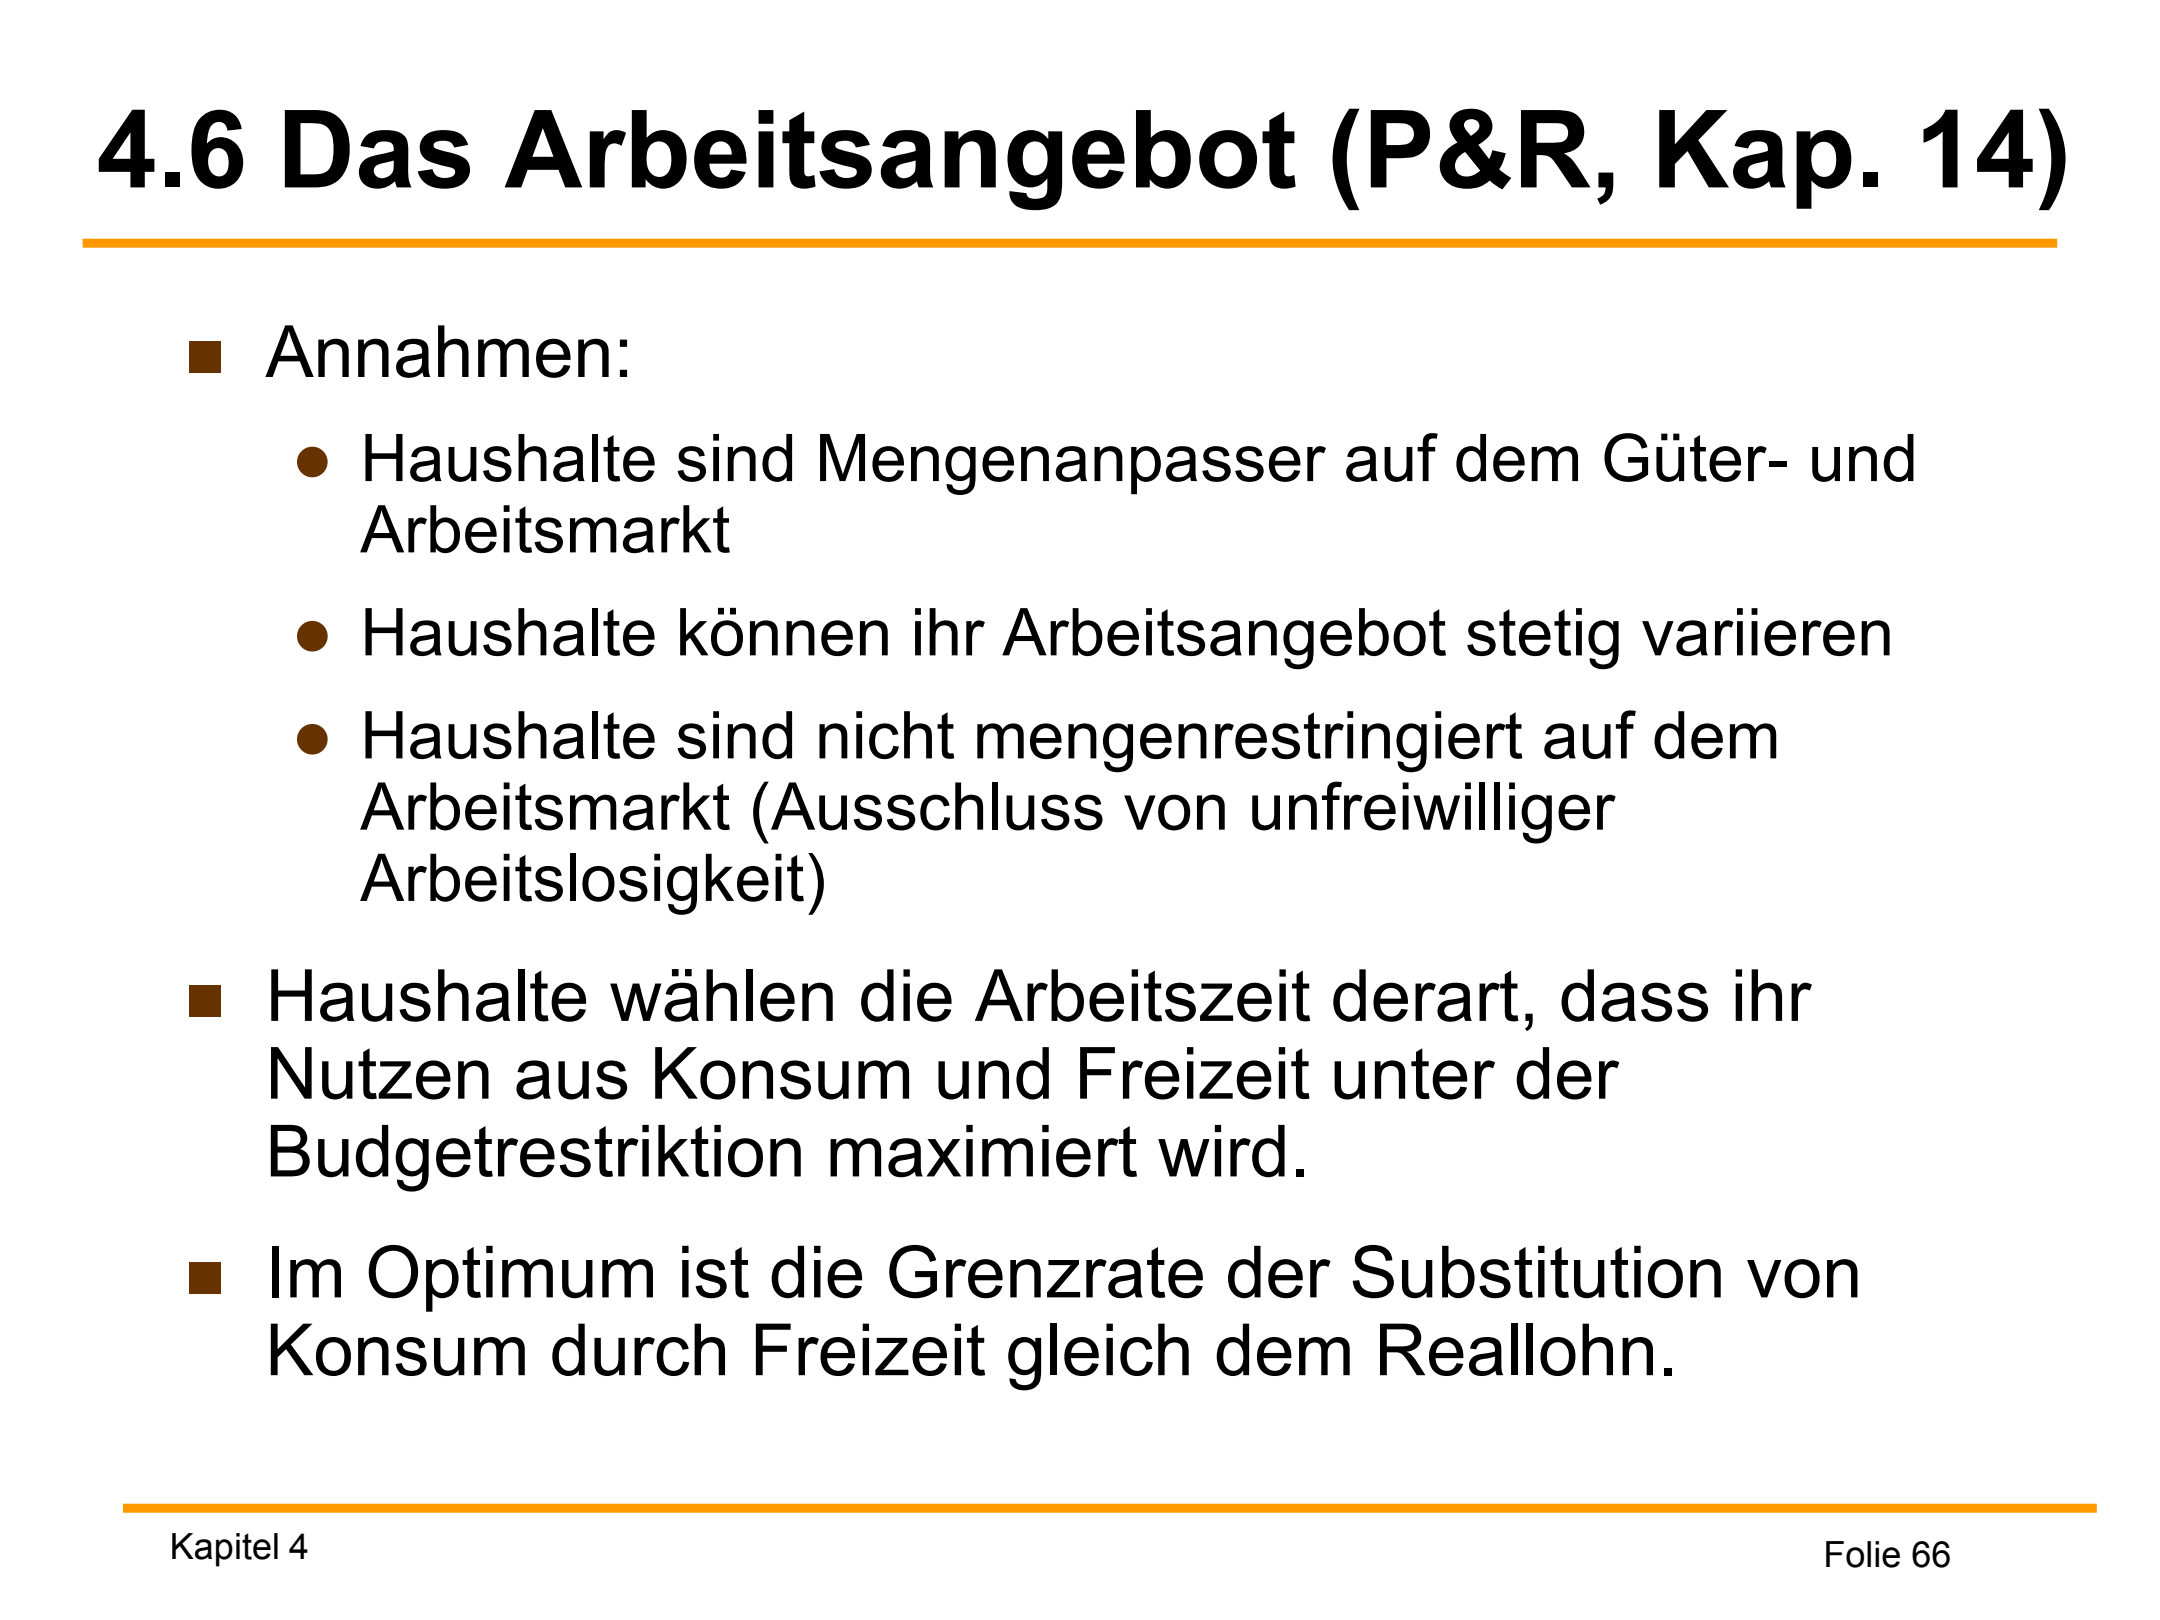 4.6 Das Arbeitsangebot (P&R, Kap. 14)
Annahmen:
Haushalte sind Mengenanpasser auf dem Güter- und
Arbeitsmarkt
Haushalte können ihr Arbeitsangebot stetig variieren
Haushalte sind nicht mengenrestringiert auf dem
Arbeitsmarkt (Ausschluss von unfreiwilliger
Arbeitslosigkeit)
Haushalte wählen die Arbeitszeit derart, dass ihr
Nutzen aus Konsum und Freizeit unter der
Budgetrestriktion maximiert wird.
Im Optimum ist die Grenzrate der Substitution von
Konsum durch Freizeit gleich dem Reallohn.
Kapitel 4
Folie 66